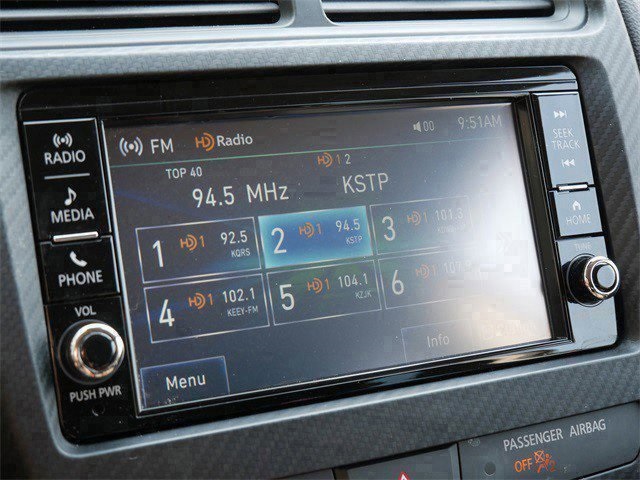 RADIO
MEDIA
PHONE
VOL
PUSH PWR
FM HD Radio 00 9:51AM
TOP 40 HD 1 2
94.5 MHz KSTP
1 HD 1 92.5 KQRS
2 HD 1 94.5 KSTP
3 HD 1 101.3
4 HD 1 102.1 KEEY-FM
5 HD 1 104.1 KZJK
6 HD 1
Menu
Info
SEEK
TRACK
HOME
TUNE
PASSENGER AIRBAG
OFF